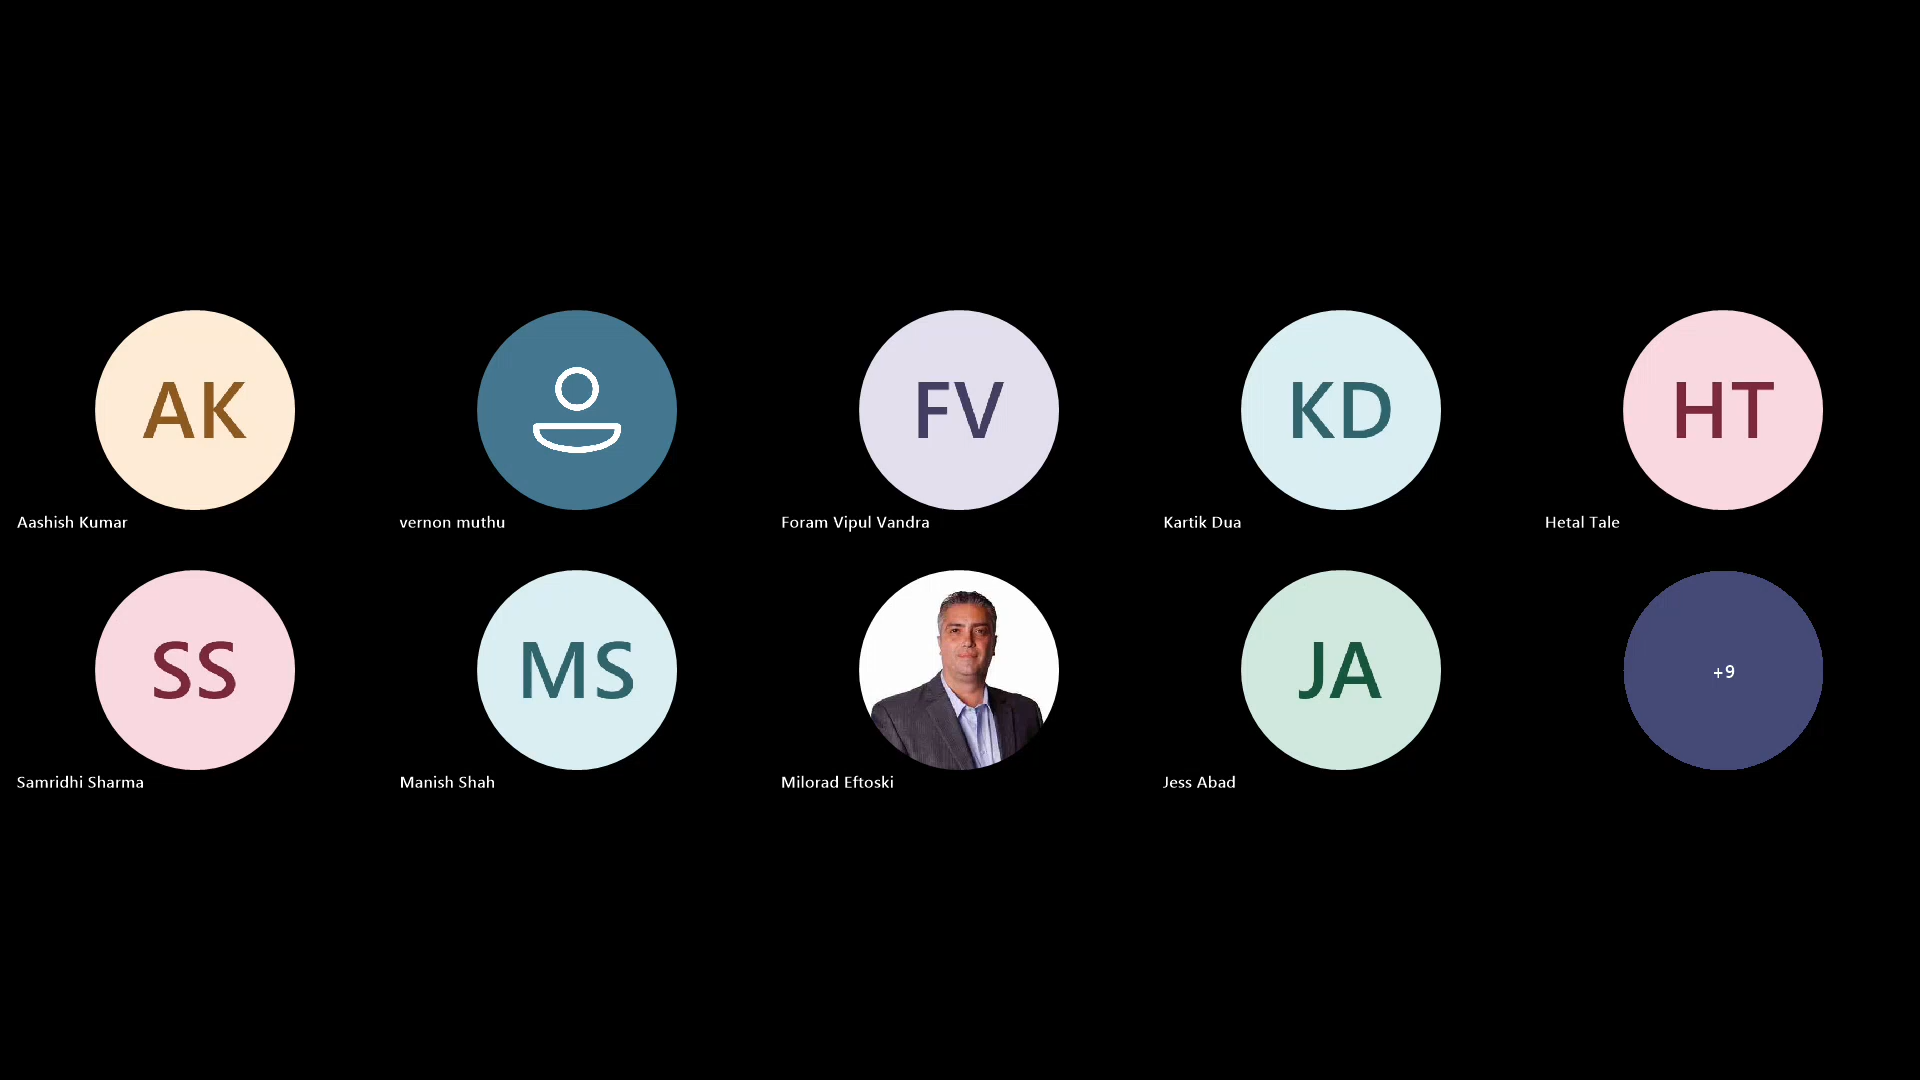 AK
FV
KD
HT
Aashish Kumar
vernon muthu
Foram Vipul Vandra
Kartik Dua
Hetal Tale
SS
MS
JA
+9
Samridhi Sharma
Manish Shah
Milorad Eftoski
Jess Abad